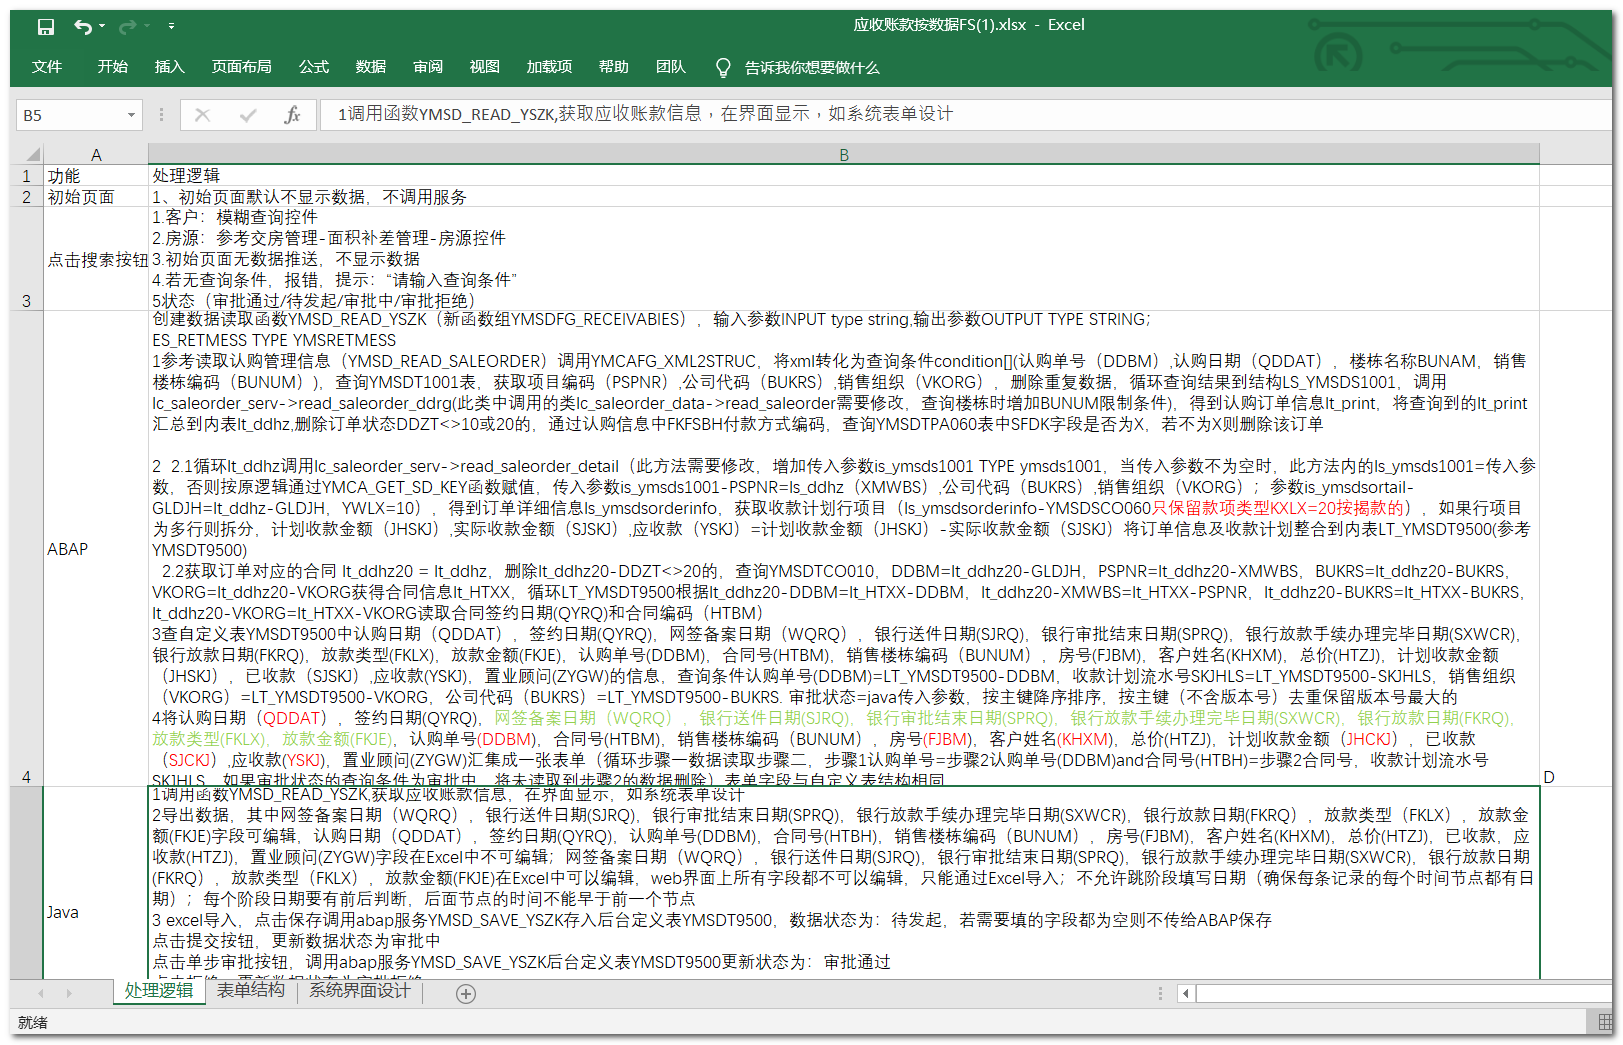 应收账款按数据FS(1).xlsx - Excel
文件 开始 插入 页面布局 公式 数据 审阅 视图 加载项 帮助 团队 告诉我你想要做什么
B5 fx 1调用函数YMSD_READ_YSZK,获取应收账款信息，在界面显示，如系统表单设计
A B
1 功能 处理逻辑
2 初始页面 1、初始页面默认不显示数据，不调用服务
1.客户：模糊查询控件
2.房源：参考交房管理-面积补差管理-房源控件
点击搜索按钮 3.初始页面无数据推送，不显示数据
4.若无查询条件，报错，提示：“请输入查询条件”
3 5状态（审批通过/待发起/审批中/审批拒绝）
创建数据读取函数YMSD_READ_YSZK（新函数组YMSDFG_RECEIVABIES），输入参数INPUT type string,输出参数OUTPUT TYPE STRING；
ES_RETMESS TYPE YMSRETMESS
1参考读取认购管理信息（YMSD_READ_SALEORDER）调用YMCAFG_XML2STRUC，将xml转化为查询条件condition[](认购单号（DDBM）,认购日期（QDDAT），楼栋名称BUNAM，销售
楼栋编码（BUNUM）)，查询YMSDT1001表，获取项目编码（PSPNR）,公司代码（BUKRS）,销售组织（VKORG），删除重复数据，循环查询结果到结构LS_YMSDS1001，调用
lc_saleorder_serv->read_saleorder_ddrg(此类中调用的类lc_saleorder_data->read_saleorder需要修改，查询楼栋时增加BUNUM限制条件)，得到认购订单信息lt_print，将查询到的lt_print
汇总到内表lt_ddhz,删除订单状态DDZT<>10或20的，通过认购信息中FKFSBH付款方式编码，查询YMSDTPA060表中SFDK字段是否为X，若不为X则删除该订单
2 2.1循环lt_ddhz调用lc_saleorder_serv->read_saleorder_detail（此方法需要修改，增加传入参数is_ymsds1001 TYPE ymsds1001，当传入参数不为空时，此方法内的ls_ymsds1001=传入参
数，否则按原逻辑通过YMCA_GET_SD_KEY函数赋值，传入参数is_ymsds1001-PSPNR=ls_ddhz（XMWBS）,公司代码（BUKRS）,销售组织（VKORG）；参数is_ymsdsortail-
GLDJH=lt_ddhz-GLDJH，YWLX=10），得到订单详细信息ls_ymsdsorderinfo，获取收款计划行项目（ls_ymsdsorderinfo-YMSDSCO060只保留款项类型KXLX=20按揭款的），如果行项目
为多行则拆分，计划收款金额（JHSKJ）,实际收款金额（SJSKJ）,应收款（YSKJ）=计划收款金额（JHSKJ）-实际收款金额（SJSKJ）将订单信息及收款计划整合到内表LT_YMSDT9500(参考
ABAP YMSDT9500)
2.2获取订单对应的合同 lt_ddhz20 = lt_ddhz，删除lt_ddhz20-DDZT<>20的，查询YMSDTCO010，DDBM=lt_ddhz20-GLDJH，PSPNR=lt_ddhz20-XMWBS，BUKRS=lt_ddhz20-BUKRS，
VKORG=lt_ddhz20-VKORG获得合同信息lt_HTXX，循环LT_YMSDT9500根据lt_ddhz20-DDBM=lt_HTXX-DDBM，lt_ddhz20-XMWBS=lt_HTXX-PSPNR，lt_ddhz20-BUKRS=lt_HTXX-BUKRS，
lt_ddhz20-VKORG=lt_HTXX-VKORG读取合同签约日期(QYRQ)和合同编码（HTBM）
3查自定义表YMSDT9500中认购日期（QDDAT），签约日期(QYRQ)，网签备案日期（WQRQ），银行送件日期(SJRQ)，银行审批结束日期(SPRQ)，银行放款手续办理完毕日期(SXWCR)，
银行放款日期(FKRQ)，放款类型(FKLX)，放款金额(FKJE)，认购单号(DDBM)，合同号(HTBM)，销售楼栋编码（BUNUM），房号(FJBM)，客户姓名(KHXM)，总价(HTZJ)，计划收款金额
（JHSKJ），已收款（SJSKJ）,应收款(YSKJ)，置业顾问(ZYGW)的信息，查询条件认购单号(DDBM)=LT_YMSDT9500-DDBM，收款计划流水号SKJHLS=LT_YMSDT9500-SKJHLS，销售组织
（VKORG）=LT_YMSDT9500-VKORG，公司代码（BUKRS）=LT_YMSDT9500-BUKRS. 审批状态=java传入参数，按主键降序排序，按主键（不含版本号）去重保留版本号最大的
4将认购日期（QDDAT），签约日期(QYRQ)，网签备案日期（WQRQ），银行送件日期(SJRQ)，银行审批结束日期(SPRQ)，银行放款手续办理完毕日期(SXWCR)，银行放款日期(FKRQ)，
放款类型(FKLX)，放款金额(FKJE)，认购单号(DDBM)，合同号(HTBM)，销售楼栋编码（BUNUM），房号(FJBM)，客户姓名(KHXM)，总价(HTZJ)，计划收款金额（JHCKJ），已收款
（SJCKJ）,应收款(YSKJ)，置业顾问(ZYGW)汇集成一张表单（循环步骤一数据读取步骤二，步骤1认购单号=步骤2认购单号(DDBM)and合同号(HTBH)=步骤2合同号，收款计划流水号
4 SKJHLS，如果审批状态的查询条件为审批中，将未读取到步骤2的数据删除）表单字段与自定义表结构相同 D
1调用函数YMSD_READ_YSZK,获取应收账款信息，在界面显示，如系统表单设计
2导出数据，其中网签备案日期（WQRQ），银行送件日期(SJRQ)，银行审批结束日期(SPRQ)，银行放款手续办理完毕日期(SXWCR)，银行放款日期(FKRQ），放款类型（FKLX），放款金
额(FKJE)字段可编辑，认购日期（QDDAT），签约日期(QYRQ)，认购单号(DDBM)，合同号(HTBH)，销售楼栋编码（BUNUM），房号(FJBM)，客户姓名(KHXM)，总价(HTZJ)，已收款，应
收款(HTZJ)，置业顾问(ZYGW)字段在Excel中不可编辑；网签备案日期（WQRQ），银行送件日期(SJRQ)，银行审批结束日期(SPRQ)，银行放款手续办理完毕日期(SXWCR)，银行放款日期
(FKRQ），放款类型（FKLX），放款金额(FKJE)在Excel中可以编辑，web界面上所有字段都不可以编辑，只能通过Excel导入；不允许跳阶段填写日期（确保每条记录的每个时间节点都有日
期）；每个阶段日期要有前后判断，后面节点的时间不能早于前一个节点
Java 3 excel导入，点击保存调用abap服务YMSD_SAVE_YSZK存入后台定义表YMSDT9500，数据状态为：待发起，若需要填的字段都为空则不传给ABAP保存
点击提交按钮，更新数据状态为审批中
点击单步审批按钮，调用abap服务YMSD_SAVE_YSZK后台定义表YMSDT9500更新状态为：审批通过
点击拒绝，更新数据状态为审批拒绝
处理逻辑 表单结构 系统界面设计
就绪